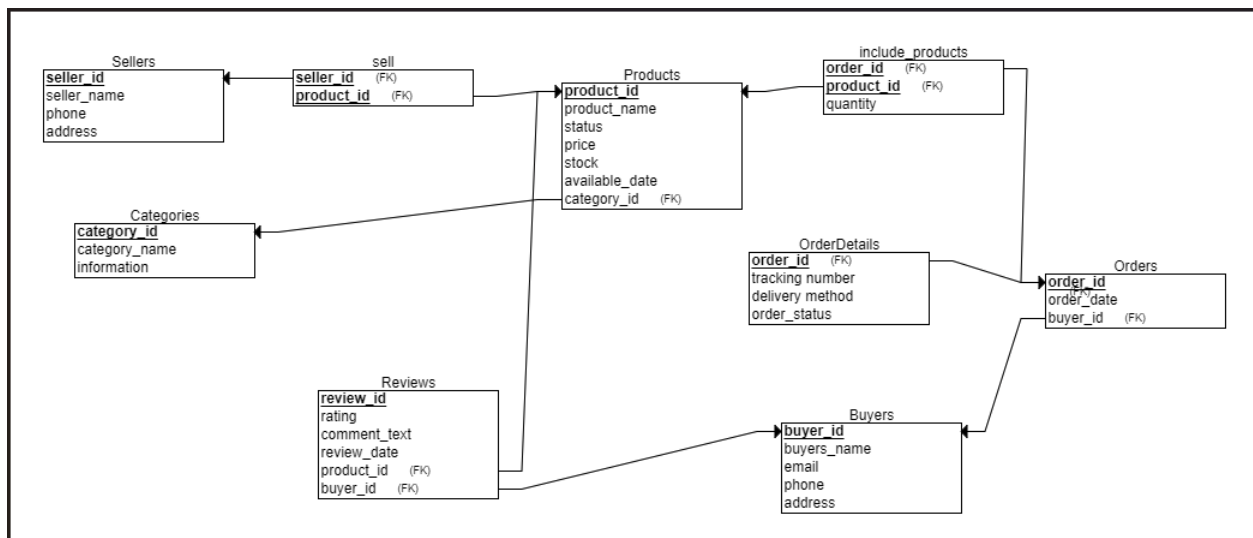 Sellers
seller_id
seller_name
phone
address
sell
seller_id (FK)
product_id (FK)
Products
product_id
product_name
status
price
stock
available_date
category_id (FK)
include_products
order_id (FK)
product_id (FK)
quantity
Categories
category_id
category_name
information
OrderDetails
order_id (FK)
tracking number
delivery method
order_status
Orders
order_id
(FK)
order_date
buyer_id (FK)
Reviews
review_id
rating
comment_text
review_date
product_id (FK)
buyer_id (FK)
Buyers
buyer_id
buyers_name
email
phone
address